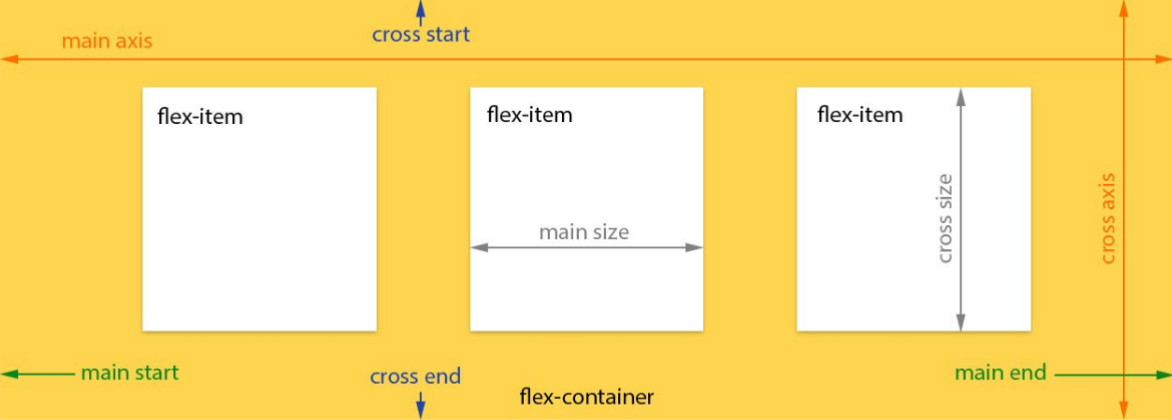 cross start
main axis
flex-item
flex-item
flex-item
main size
cross size
cross axis
main start
cross end
main end
flex-container